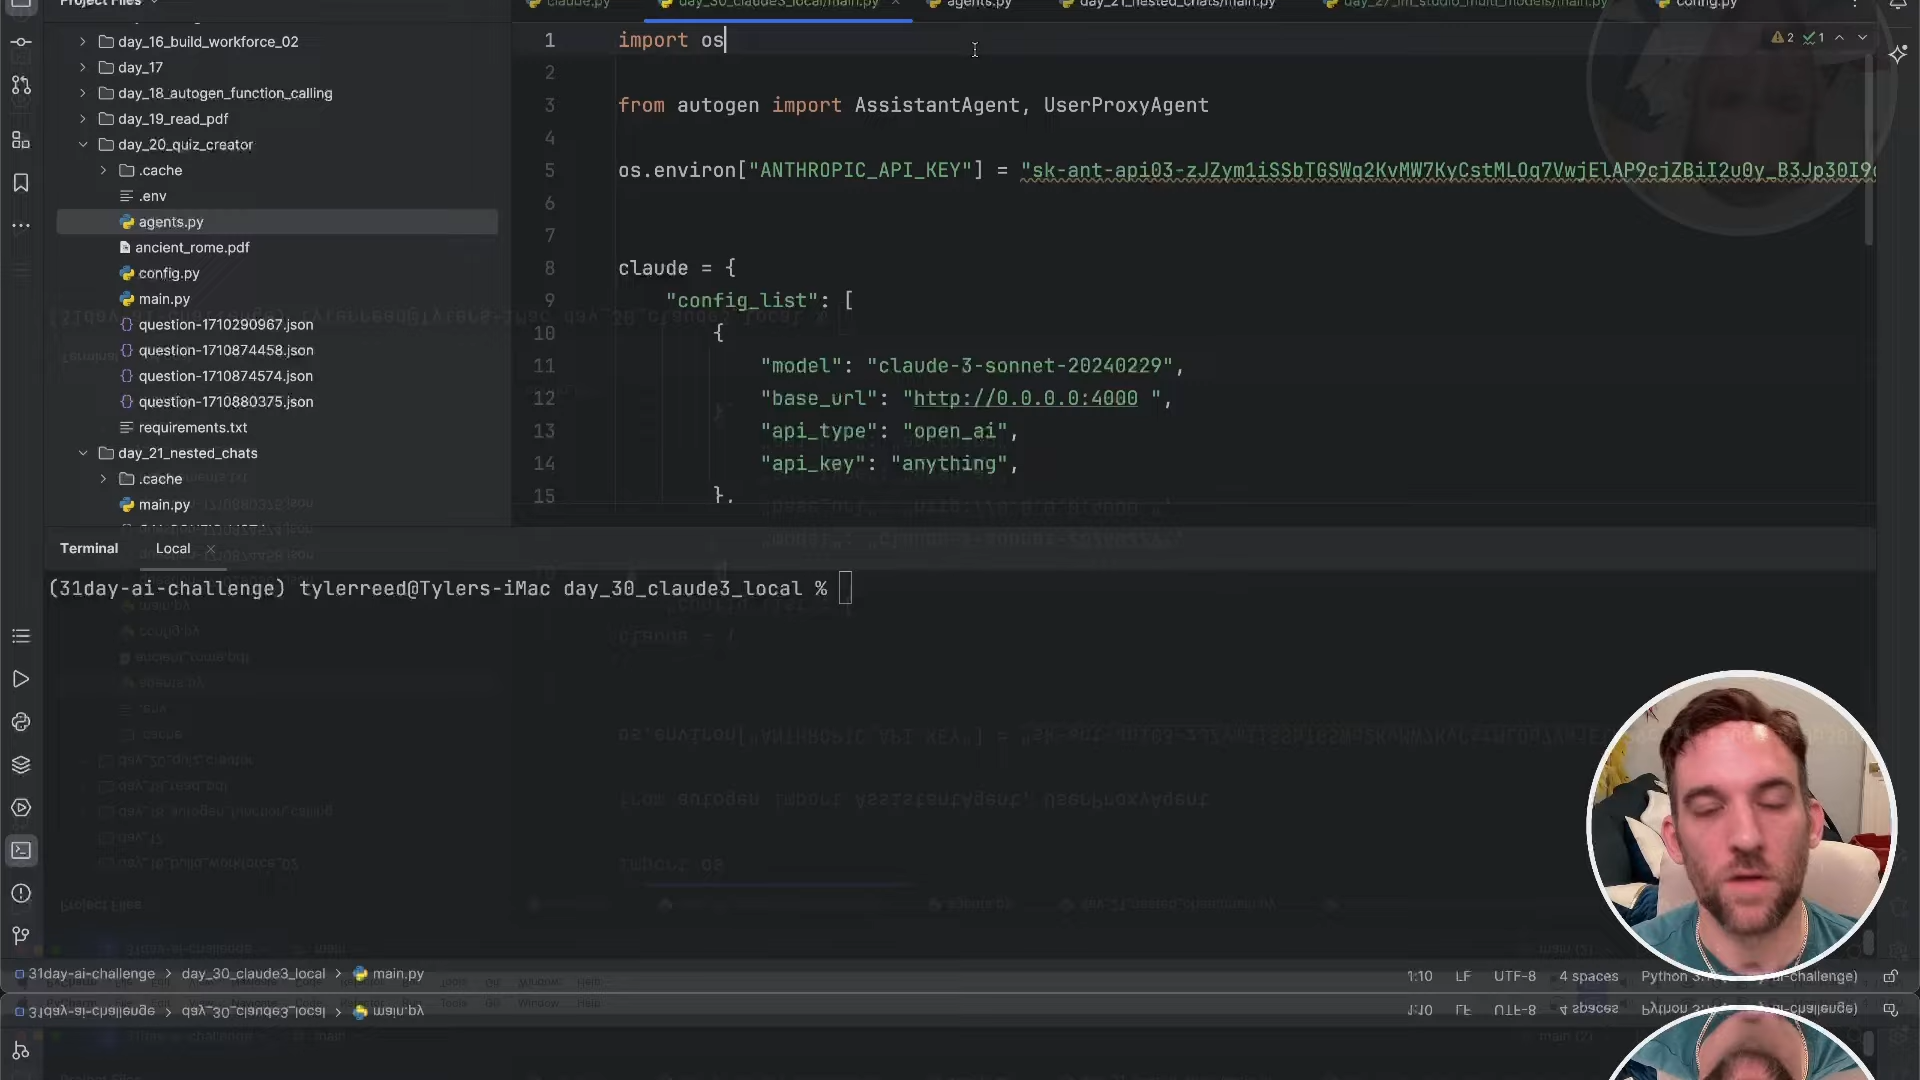 Project Files
day_16_build_workforce_02
day_17
day_18_autogen_function_calling
day_19_read_pdf
day_20_quiz_creator
.cache
.env
agents.py
ancient_rome.pdf
config.py
main.py
question-1710290967.json
question-1710874458.json
question-1710874574.json
question-1710880375.json
requirements.txt
day_21_nested_chats
.cache
main.py
claude.py day_30_claude3_local/main.py agents.py day_21_nested_chats/main.py day_27_lm_studio_multi_models/main.py config.py
2 1
1 import os
2
3 from autogen import AssistantAgent, UserProxyAgent
4
5 os.environ["ANTHROPIC_API_KEY"] =
6
7
8 claude = {
9 "config_list": [
10 {
11 "model": "claude-3-sonnet-20240229",
12 "base_url": "http://0.0.0.0:4000 ",
13 "api_type": "open_ai",
14 "api_key": "anything",
15 },
Terminal Local
(31day-ai-challenge) tylerreed@Tylers-iMac day_30_claude3_local %
31day-ai-challenge > day_30_claude3_local > main.py
1:10 LF UTF-8 4 spaces